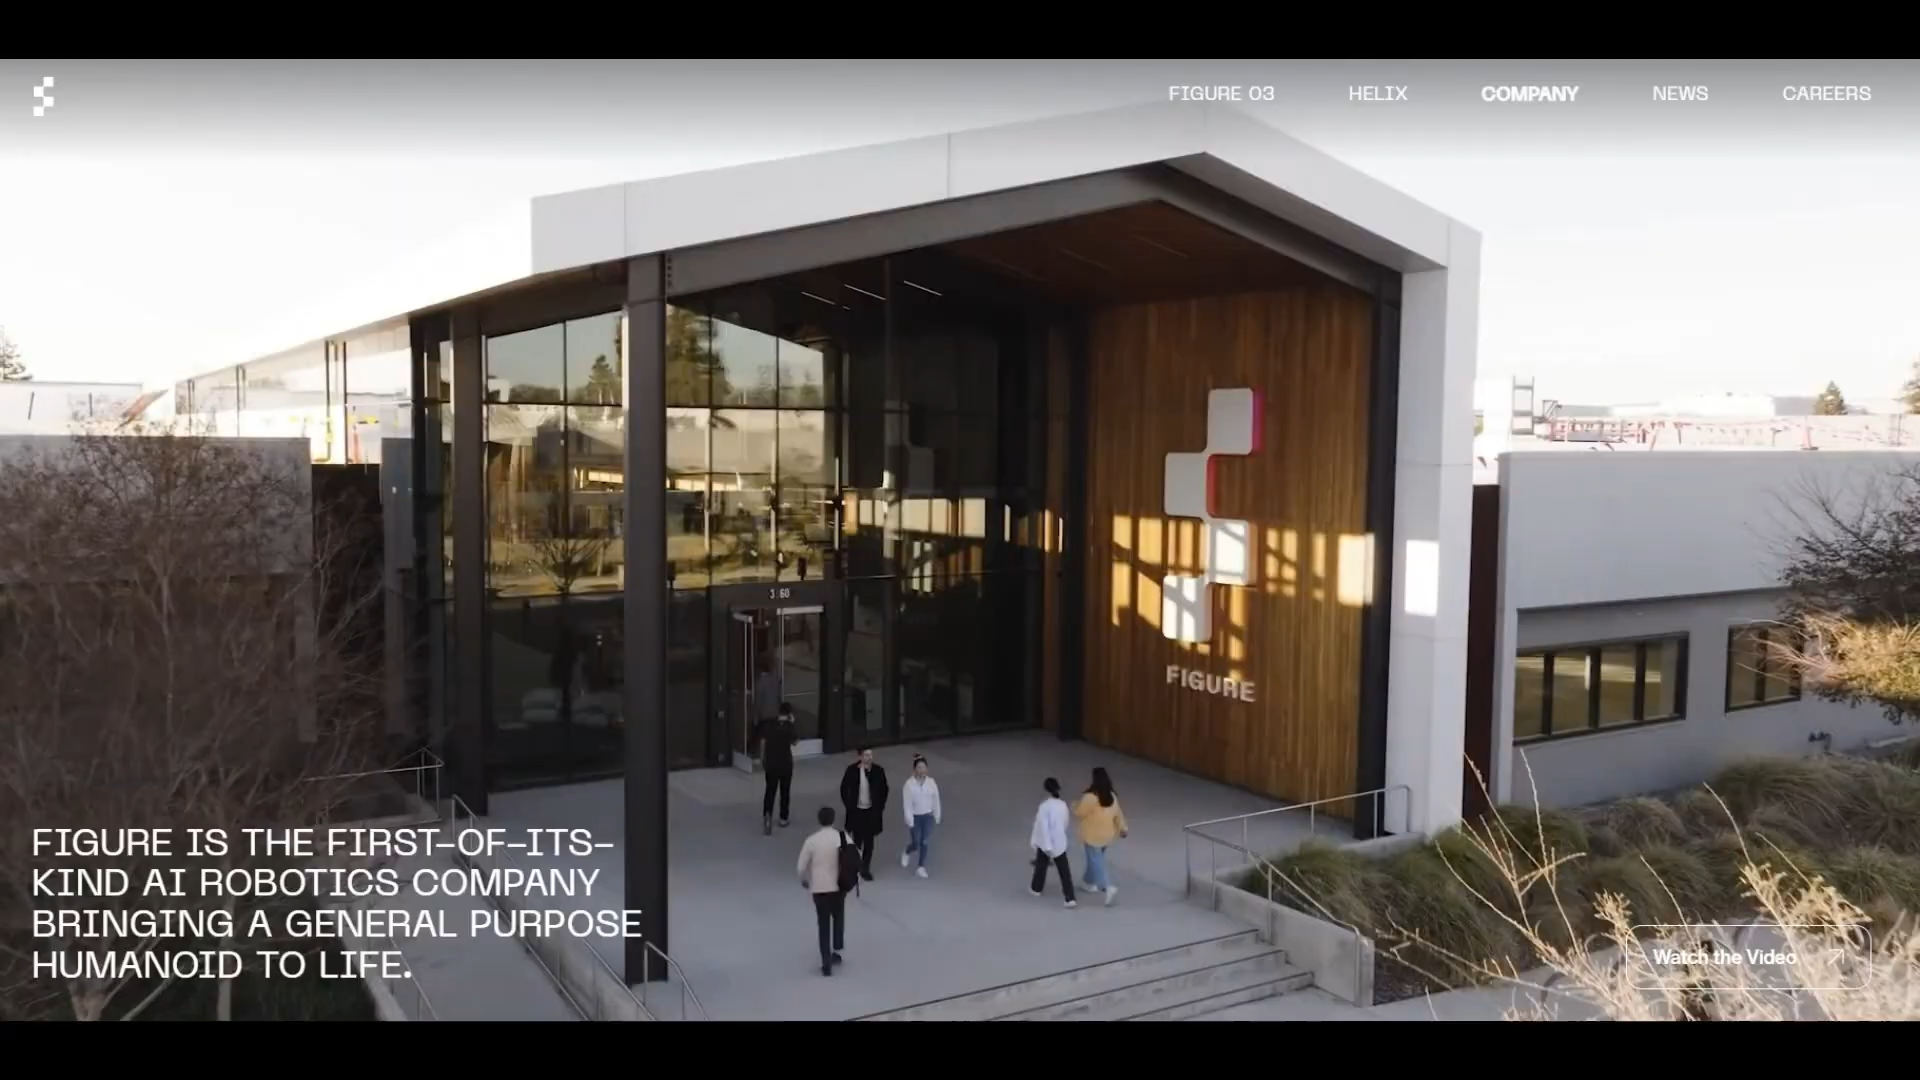 FIGURE 03
HELIX
COMPANY
NEWS
CAREERS
3160
FIGURE
FIGURE IS THE FIRST-OF-ITS-
KIND AI ROBOTICS COMPANY
BRINGING A GENERAL PURPOSE
HUMANOID TO LIFE.
Watch the Video